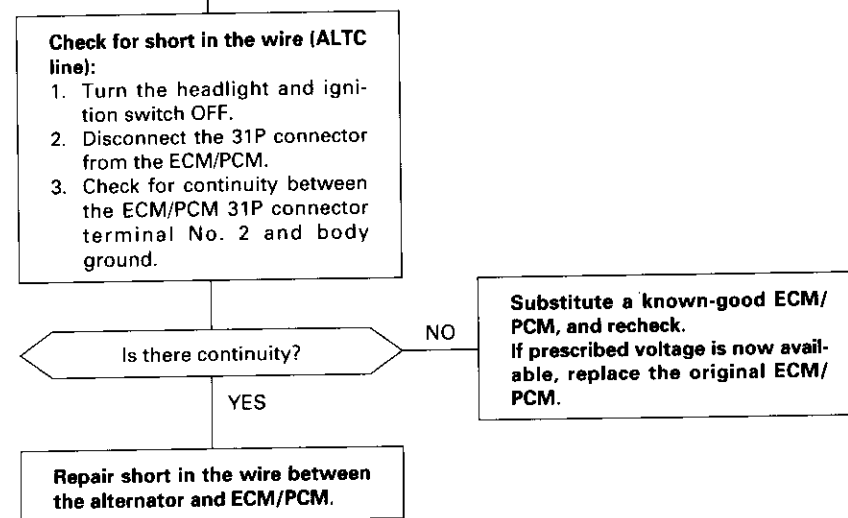 Check for short in the wire (ALTC
line):
1. Turn the headlight and igni-
tion switch OFF.
2. Disconnect the 31P connector
from the ECM/PCM.
3. Check for continuity between
the ECM/PCM 31P connector
terminal No. 2 and body
ground.
Is there continuity?
NO
Substitute a known-good ECM/
PCM, and recheck.
If prescribed voltage is now avail-
able, replace the original ECM/
PCM.
YES
Repair short in the wire between
the alternator and ECM/PCM.